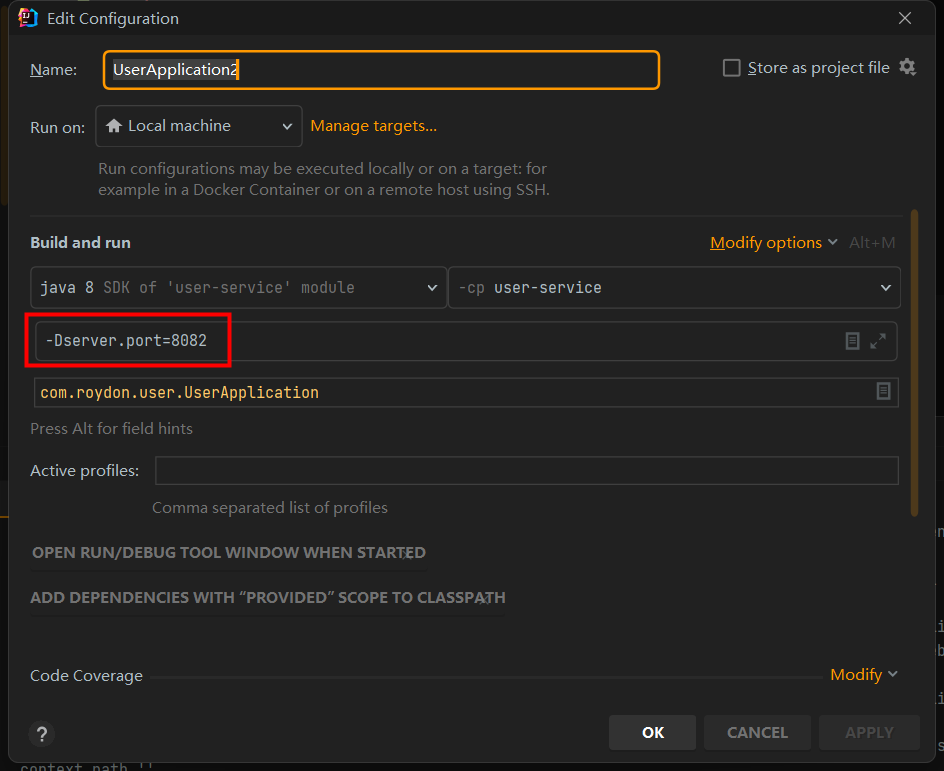 Edit Configuration
Name: UserApplication2 Store as project file
Run on: Local machine Manage targets...
Run configurations may be executed locally or on a target: for
example in a Docker Container or on a remote host using SSH.
Build and run Modify options Alt+M
java 8 SDK of 'user-service' module -cp user-service
-Dserver.port=8082
com.roydon.user.UserApplication
Press Alt for field hints
Active profiles:
Comma separated list of profiles
OPEN RUN/DEBUG TOOL WINDOW WHEN STARTED
ADD DEPENDENCIES WITH “PROVIDED” SCOPE TO CLASSPATH
Code Coverage Modify
? OK CANCEL APPLY
context path ''